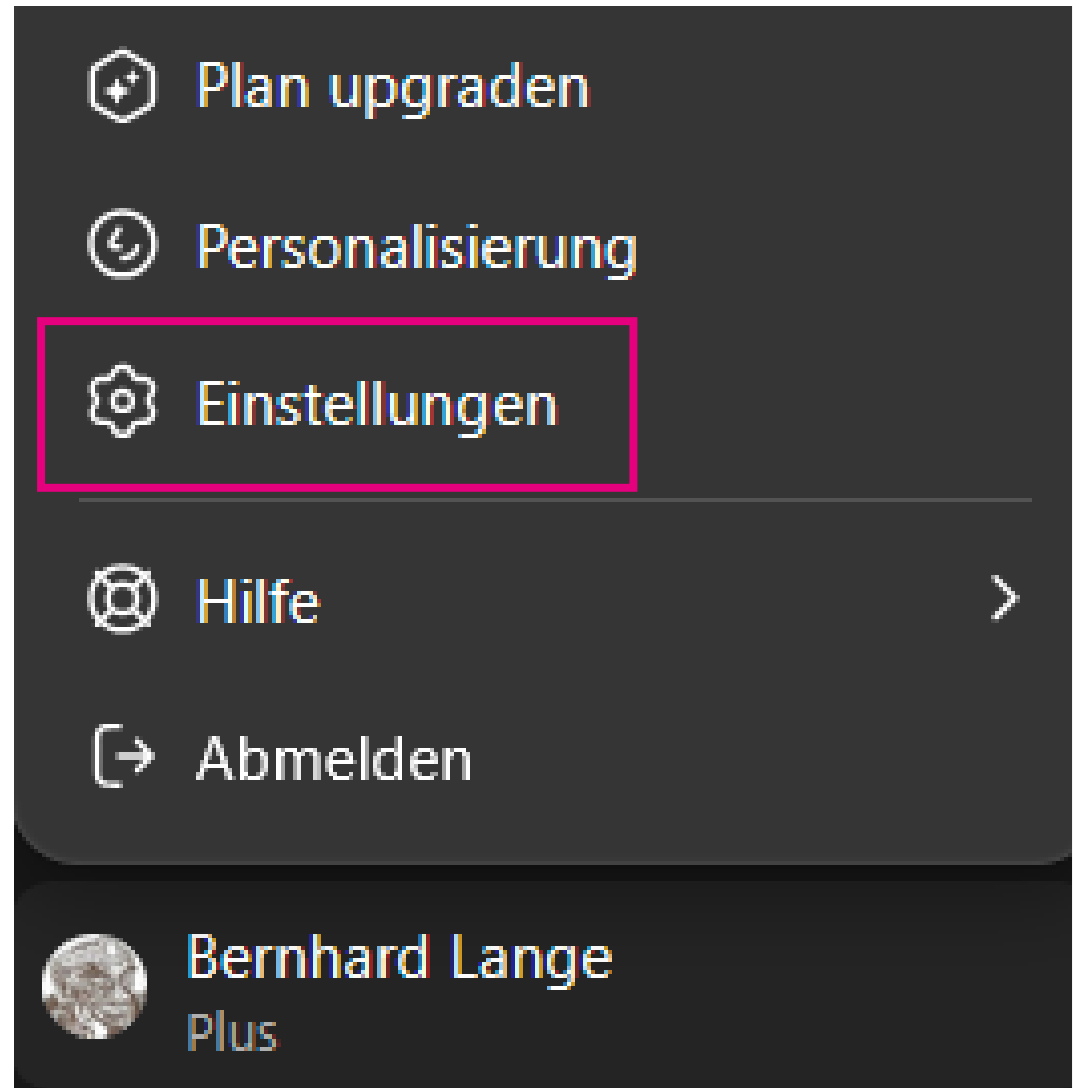 Plan upgraden
Personalisierung
Einstellungen
Hilfe
Abmelden
Bernhard Lange
Plus